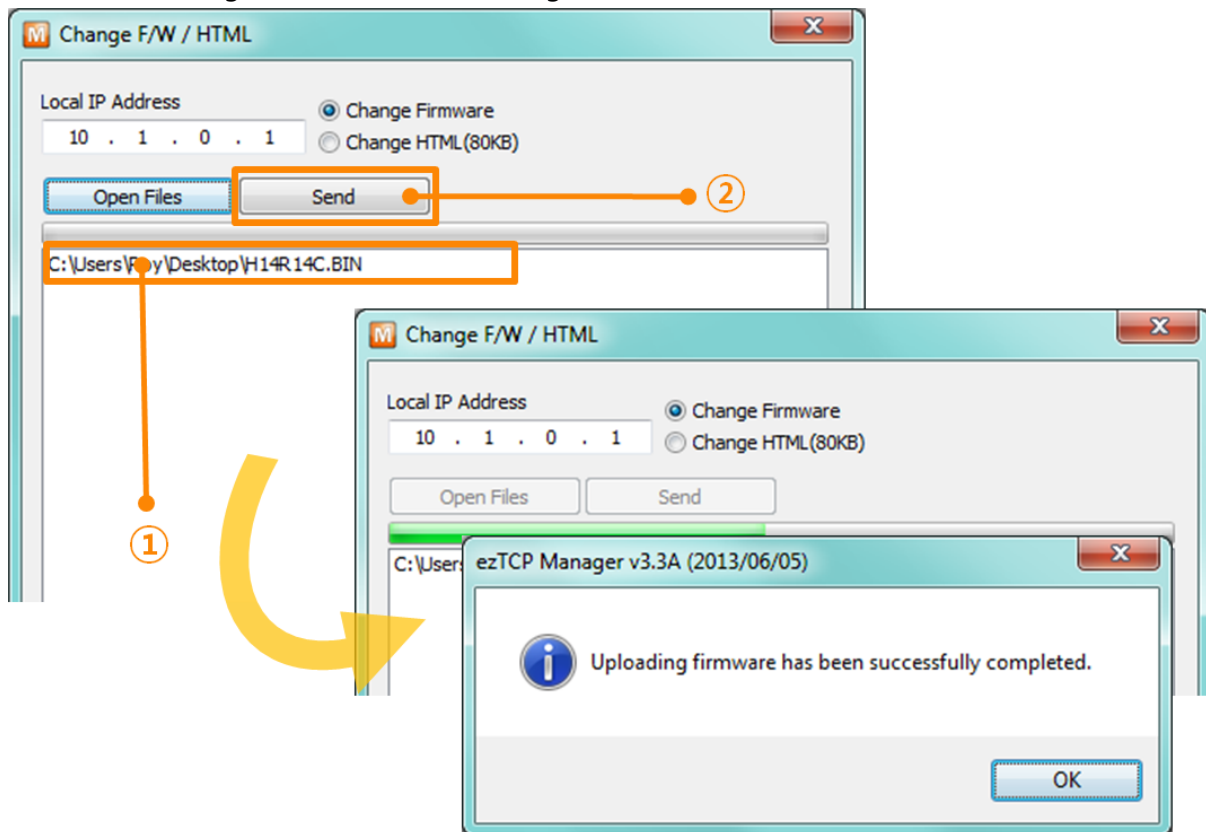 Change F/W / HTML
Local IP Address
Change Firmware
10 . 1 . 0 . 1
Change HTML(80KB)
Open Files
Send
②
C:\Users\Roy\Desktop\H14R14C.BIN
①
Change F/W / HTML
Local IP Address
Change Firmware
10 . 1 . 0 . 1
Change HTML(80KB)
Open Files
Send
C:\User
ezTCP Manager v3.3A (2013/06/05)
Uploading firmware has been successfully completed.
OK